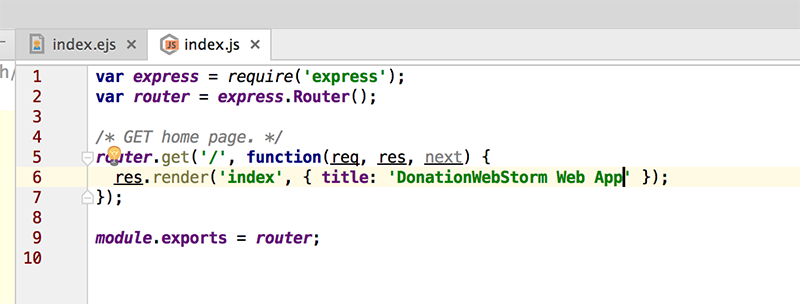 index.ejs
index.js
h/
1 var express = require('express');
2 var router = express.Router();
3
4 /* GET home page. */
5 router.get('/', function(req, res, next) {
6 res.render('index', { title: 'DonationWebStorm Web App' });
7 });
8
9 module.exports = router;
10